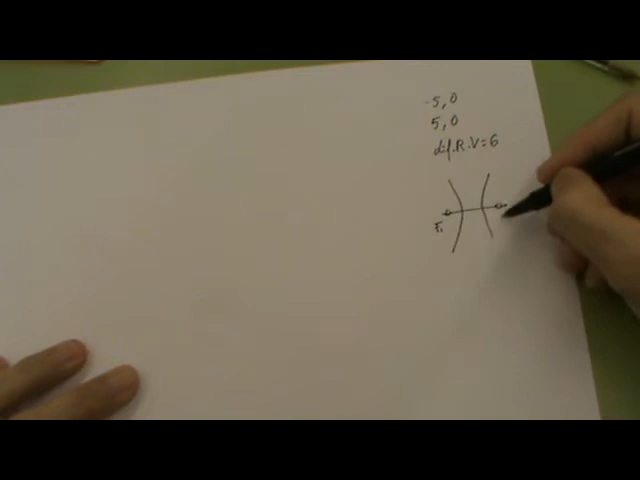 -5, 0
5, 0
dif. R. V = 6
F₁